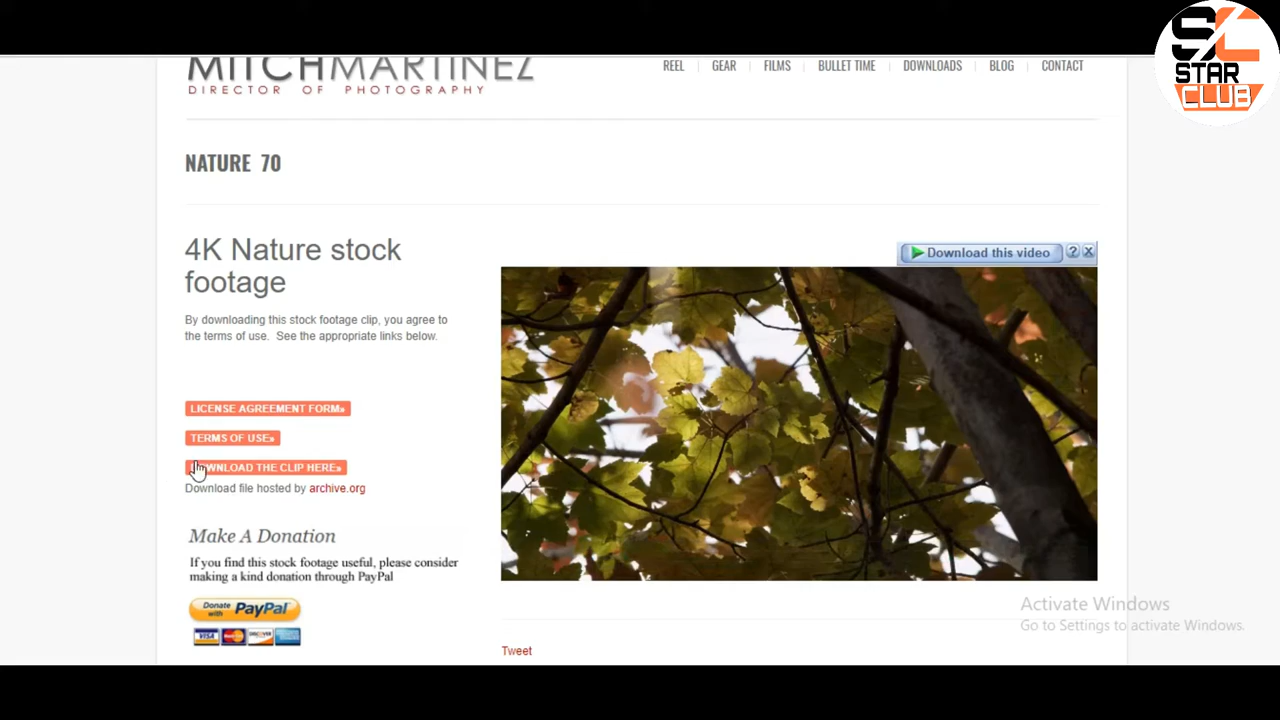 SC
STAR
CLUB
MITCHMARTINEZ
DIRECTOR OF PHOTOGRAPHY
REEL
GEAR
FILMS
BULLET TIME
DOWNLOADS
BLOG
CONTACT
NATURE 70
4K Nature stock
footage
By downloading this stock footage clip, you agree to
the terms of use. See the appropriate links below.
LICENSE AGREEMENT FORM»
TERMS OF USE»
DOWNLOAD THE CLIP HERE»
Download file hosted by archive.org
Make A Donation
If you find this stock footage useful, please consider
making a kind donation through PayPal
Donate with PayPal
VISA
DISCOVER
Download this video
?
Activate Windows
Go to Settings to activate Windows.
Tweet